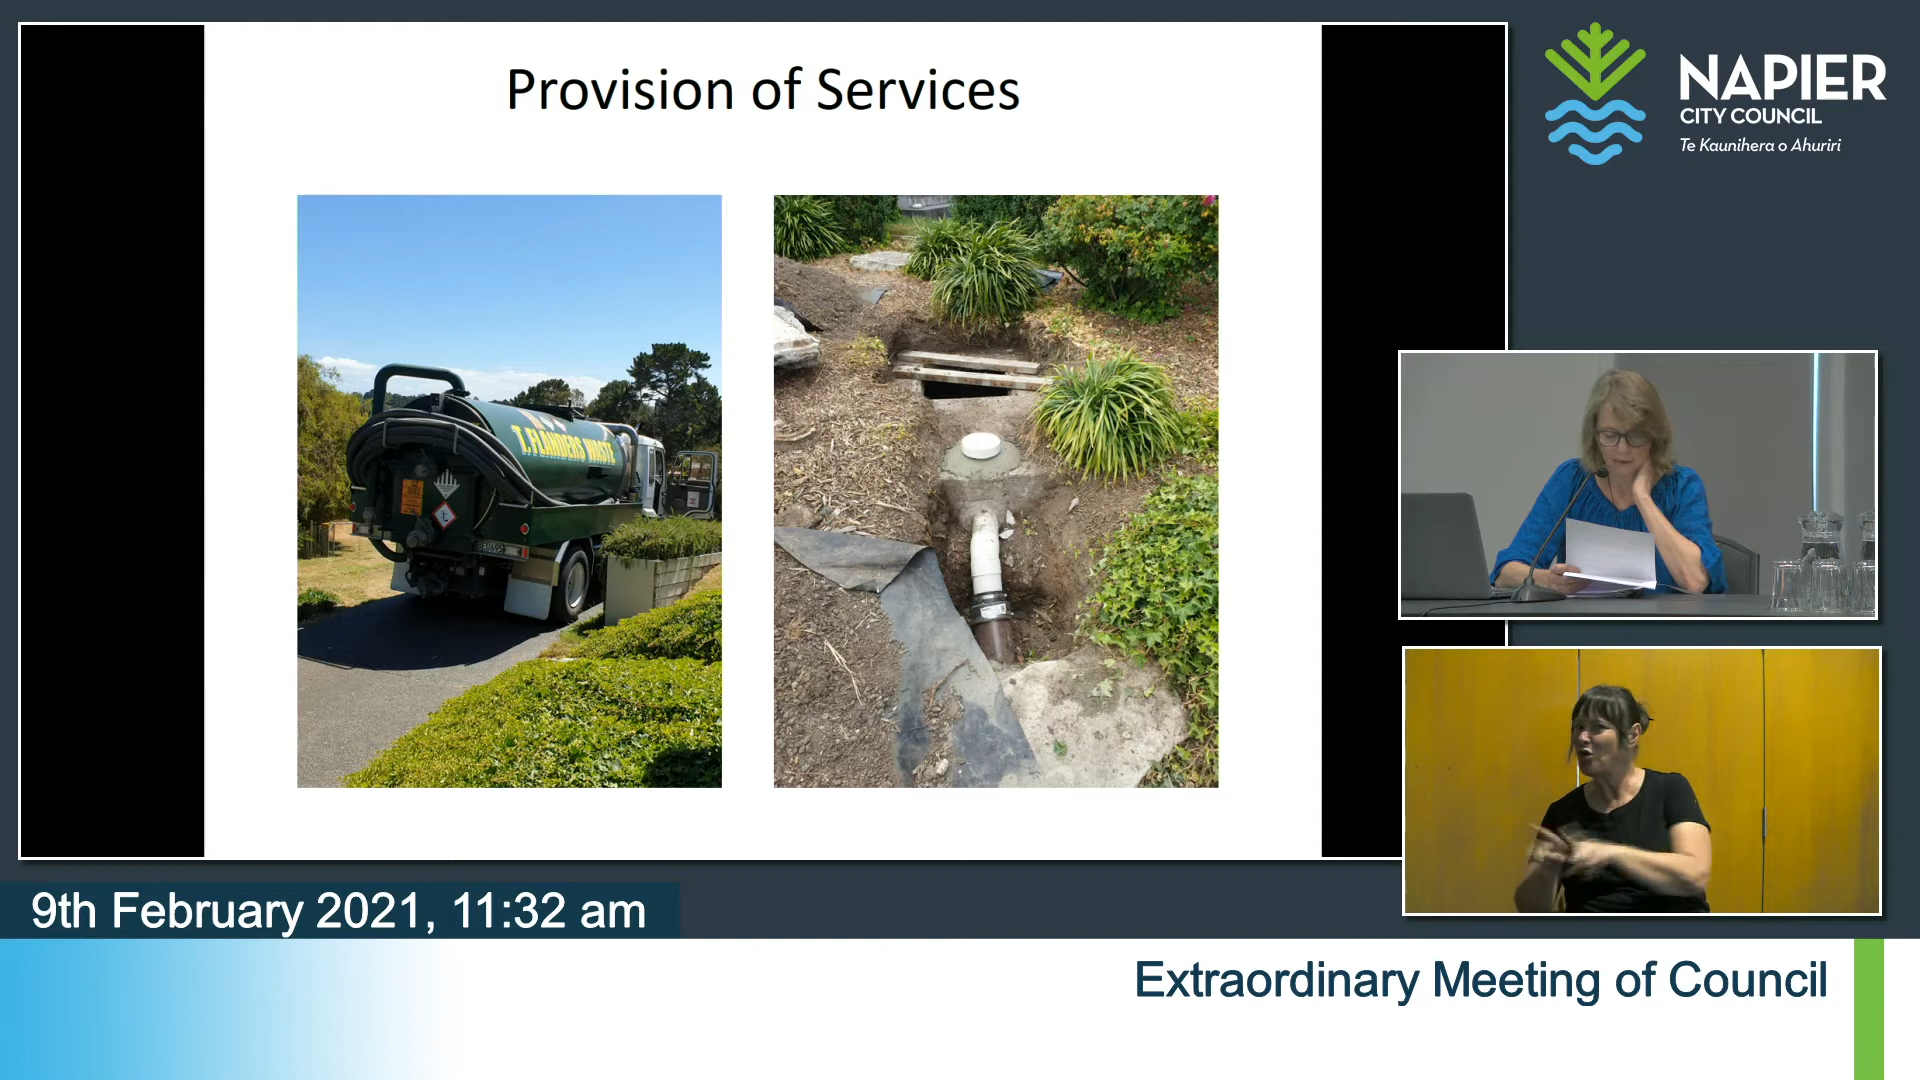 Provision of Services
T.FLANDERS WASTE
NAPIER
CITY COUNCIL
Te Kaunihera o Ahuriri
9th February 2021, 11:32 am
Extraordinary Meeting of Council